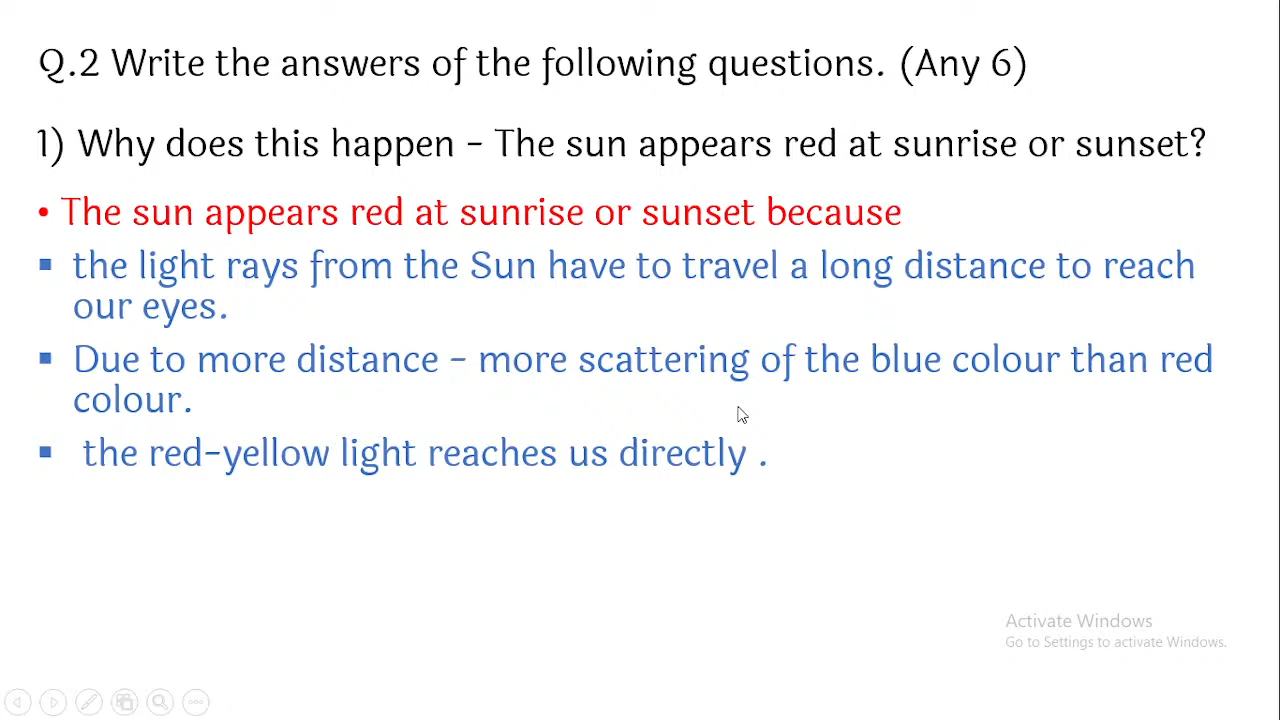 Q.2 Write the answers of the following questions. (Any 6)
1) Why does this happen - The sun appears red at sunrise or sunset?
• The sun appears red at sunrise or sunset because
▪ the light rays from the Sun have to travel a long distance to reach
our eyes.
▪ Due to more distance - more scattering of the blue colour than red
colour.
▪ the red-yellow light reaches us directly .
Activate Windows
Go to Settings to activate Windows.